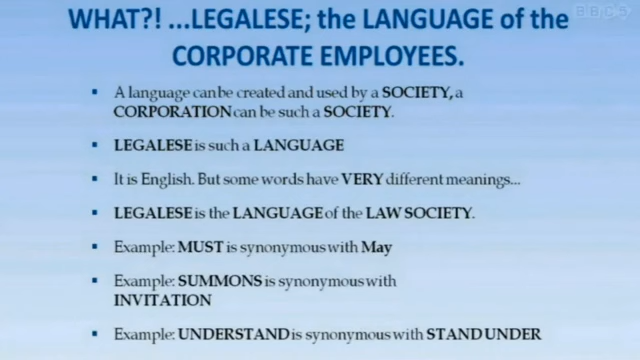 WHAT?! ...LEGALESE; the LANGUAGE of the
CORPORATE EMPLOYEES.
A language can be created and used by a SOCIETY, a
CORPORATION can be such a SOCIETY.
LEGALESE is such a LANGUAGE
It is English. But some words have VERY different meanings...
LEGALESE is the LANGUAGE of the LAW SOCIETY.
Example: MUST is synonymous with May
Example: SUMMONS is synonymous with
INVITATION
Example: UNDERSTAND is synonymous with STAND UNDER